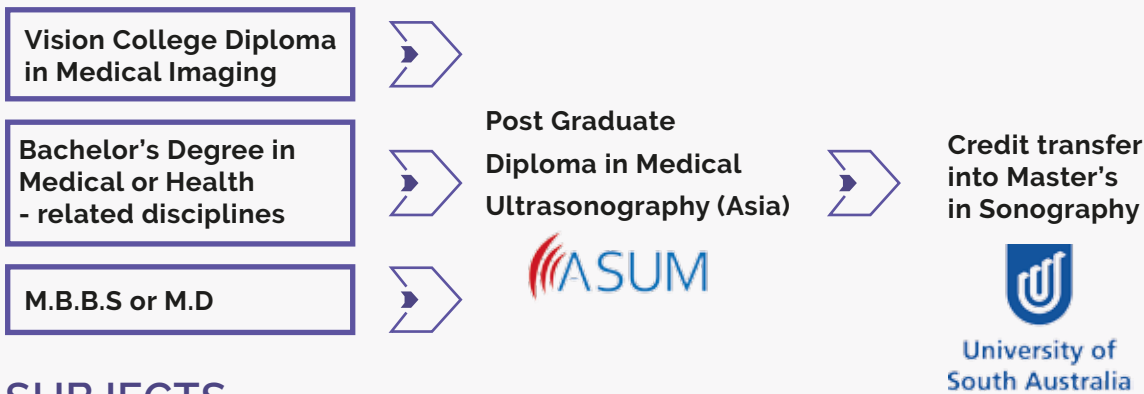 Vision College Diploma
in Medical Imaging
Bachelor's Degree in
Medical or Health
- related disciplines
M.B.B.S or M.D
Post Graduate
Diploma in Medical
Ultrasonography (Asia)
ASUM
Credit transfer
into Master's
in Sonography
University of
South Australia
SUBJECTS